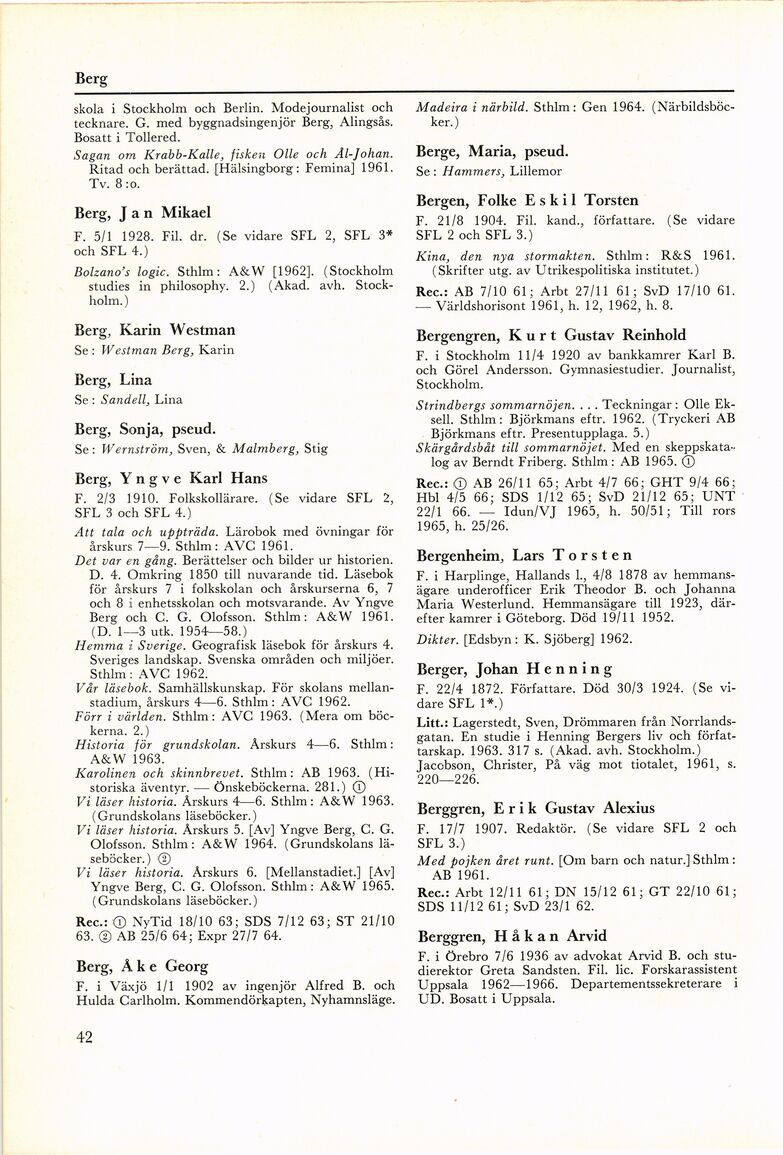 Berg
skola i Stockholm och Berlin. Modejournalist och
tecknare. G. med byggnadsingenjör Berg, Alingsås.
Bosatt i Tollered.
Sagan om Krabb-Kalle, fisken Olle och Ål-Johan.
Ritad och berättad. [Hälsingborg: Femina] 1961.
Tv. 8 :o.
Berg, J a n Mikael
F. 5/1 1928. Fil. dr. (Se vidare SFL 2, SFL 3*
och SFL 4.)
Bolzano's logic. Sthlm: A&W [1962]. (Stockholm
studies in philosophy. 2.) (Akad. avh. Stock-
holm.)
Berg, Karin Westman
Se: Westman Berg, Karin
Berg, Lina
Se: Sandell, Lina
Berg, Sonja, pseud.
Se: Wernström, Sven, & Malmberg, Stig
Berg, Y n g v e Karl Hans
F. 2/3 1910. Folkskollärare. (Se vidare SFL 2,
SFL 3 och SFL 4.)
Att tala och uppträda. Lärobok med övningar för
årskurs 7—9. Sthlm: AVC 1961.
Det var en gång. Berättelser och bilder ur historien.
D. 4. Omkring 1850 till nuvarande tid. Läsebok
för årskurs 7 i folkskolan och årskurserna 6, 7
och 8 i enhetsskolan och motsvarande. Av Yngve
Berg och C. G. Olofsson. Sthlm: A&W 1961.
(D. 1—3 utk. 1954—58.)
Hemma i Sverige. Geografisk läsebok för årskurs 4.
Sveriges landskap. Svenska områden och miljöer.
Sthlm: AVC 1962.
Vår läsebok. Samhällskunskap. För skolans mellan-
stadium, årskurs 4—6. Sthlm: AVC 1962.
Förr i världen. Sthlm: AVC 1963. (Mera om böc-
kerna. 2.)
Historia för grundskolan. Årskurs 4—6. Sthlm:
A&W 1963.
Karolinen och skinnbrevet. Sthlm: AB 1963. (Hi-
storiska äventyr. — Önskeböckerna. 281.) ①
Vi läser historia. Årskurs 4—6. Sthlm: A&W 1963.
(Grundskolans läseböcker.)
Vi läser historia. Årskurs 5. [Av] Yngve Berg, C. G.
Olofsson. Sthlm: A&W 1964. (Grundskolans lä-
seböcker.) ②
Vi läser historia. Årskurs 6. [Mellanstadiet.] [Av]
Yngve Berg, C. G. Olofsson. Sthlm: A&W 1965.
(Grundskolans läseböcker.)
Rec.: ① NyTid 18/10 63; SDS 7/12 63; ST 21/10
63. ② AB 25/6 64; Expr 27/7 64.
Berg, Å k e Georg
F. i Växjö 1/1 1902 av ingenjör Alfred B. och
Hulda Carlholm. Kommendörkapten, Nyhamnsläge.
42
Madeira i närbild. Sthlm: Gen 1964. (Närbildsböc-
ker.)
Berge, Maria, pseud.
Se: Hammers, Lillemor
Bergen, Folke E s k i l Torsten
F. 21/8 1904. Fil. kand., författare. (Se vidare
SFL 2 och SFL 3.)
Kina, den nya stormakten. Sthlm: R&S 1961.
(Skrifter utg. av Utrikespolitiska institutet.)
Rec.: AB 7/10 61; Arbt 27/11 61; SvD 17/10 61.
— Världshorisont 1961, h. 12, 1962, h. 8.
Bergengren, K u r t Gustav Reinhold
F. i Stockholm 11/4 1920 av bankkamrer Karl B.
och Görel Andersson. Gymnasiestudier. Journalist,
Stockholm.
Strindbergs sommarnöjen. . . . Teckningar: Olle Ek-
sell. Sthlm: Björkmans eftr. 1962. (Tryckeri AB
Björkmans eftr. Presentupplaga. 5.)
Skärgårdsbåt till sommarnöjet. Med en skeppskata-
log av Berndt Friberg. Sthlm: AB 1965. ①
Rec.: ① AB 26/11 65; Arbt 4/7 66; GHT 9/4 66;
Hbl 4/5 66; SDS 1/12 65; SvD 21/12 65; UNT
22/1 66. — Idun/VJ 1965, h. 50/51; Till rors
1965, h. 25/26.
Bergenheim, Lars T o r s t e n
F. i Harplinge, Hallands l., 4/8 1878 av hemmans-
ägare underofficer Erik Theodor B. och Johanna
Maria Westerlund. Hemmansägare till 1923, där-
efter kamrer i Göteborg. Död 19/11 1952.
Dikter. [Edsbyn: K. Sjöberg] 1962.
Berger, Johan H e n n i n g
F. 22/4 1872. Författare. Död 30/3 1924. (Se vi-
dare SFL 1*.)
Litt.: Lagerstedt, Sven, Drömmaren från Norrlands-
gatan. En studie i Henning Bergers liv och förfat-
tarskap. 1963. 317 s. (Akad. avh. Stockholm.)
Jacobson, Christer, På väg mot tiotalet, 1961, s.
220—226.
Berggren, E r i k Gustav Alexius
F. 17/7 1907. Redaktör. (Se vidare SFL 2 och
SFL 3.)
Med pojken året runt. [Om barn och natur.] Sthlm:
AB 1961.
Rec.: Arbt 12/11 61; DN 15/12 61; GT 22/10 61;
SDS 11/12 61; SvD 23/1 62.
Berggren, H å k a n Arvid
F. i Örebro 7/6 1936 av advokat Arvid B. och stu-
dierektor Greta Sandsten. Fil. lic. Forskarassistent
Uppsala 1962—1966. Departementssekreterare i
UD. Bosatt i Uppsala.